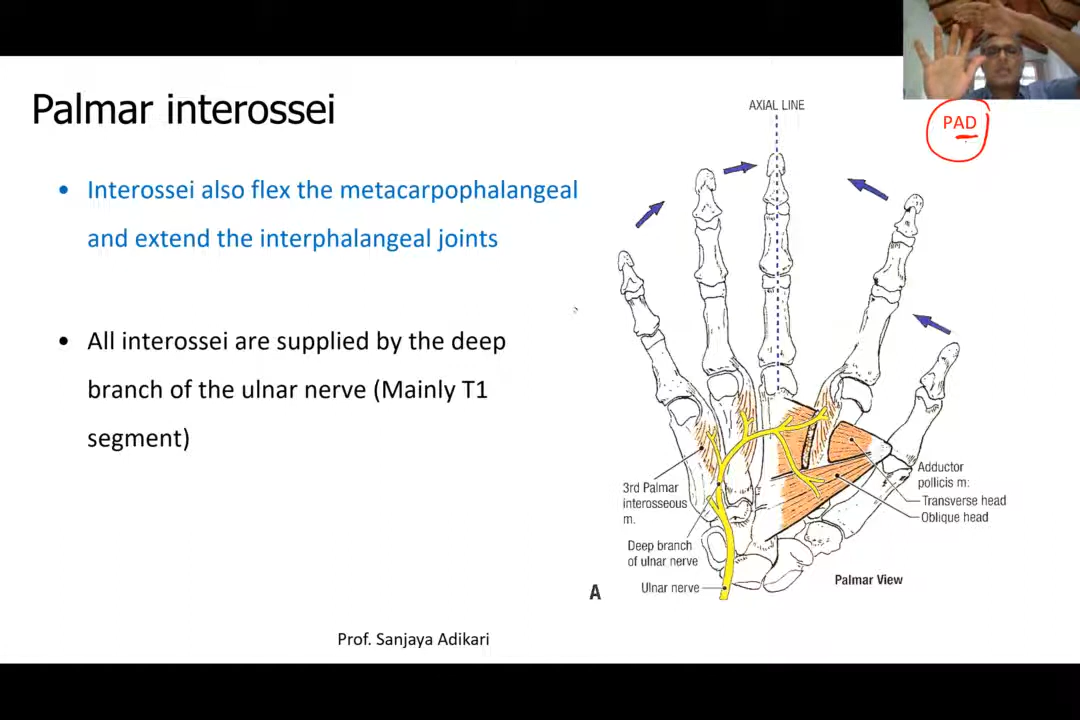 Palmar interossei
• Interossei also flex the metacarpophalangeal
and extend the interphalangeal joints
• All interossei are supplied by the deep
branch of the ulnar nerve (Mainly T1
segment)
Prof. Sanjaya Adikari
AXIAL LINE
PAD
3rd Palmar
interosseous
m.
Deep branch
of ulnar nerve
Ulnar nerve
A
Adductor
pollicis m:
Transverse head
Oblique head
Palmar View